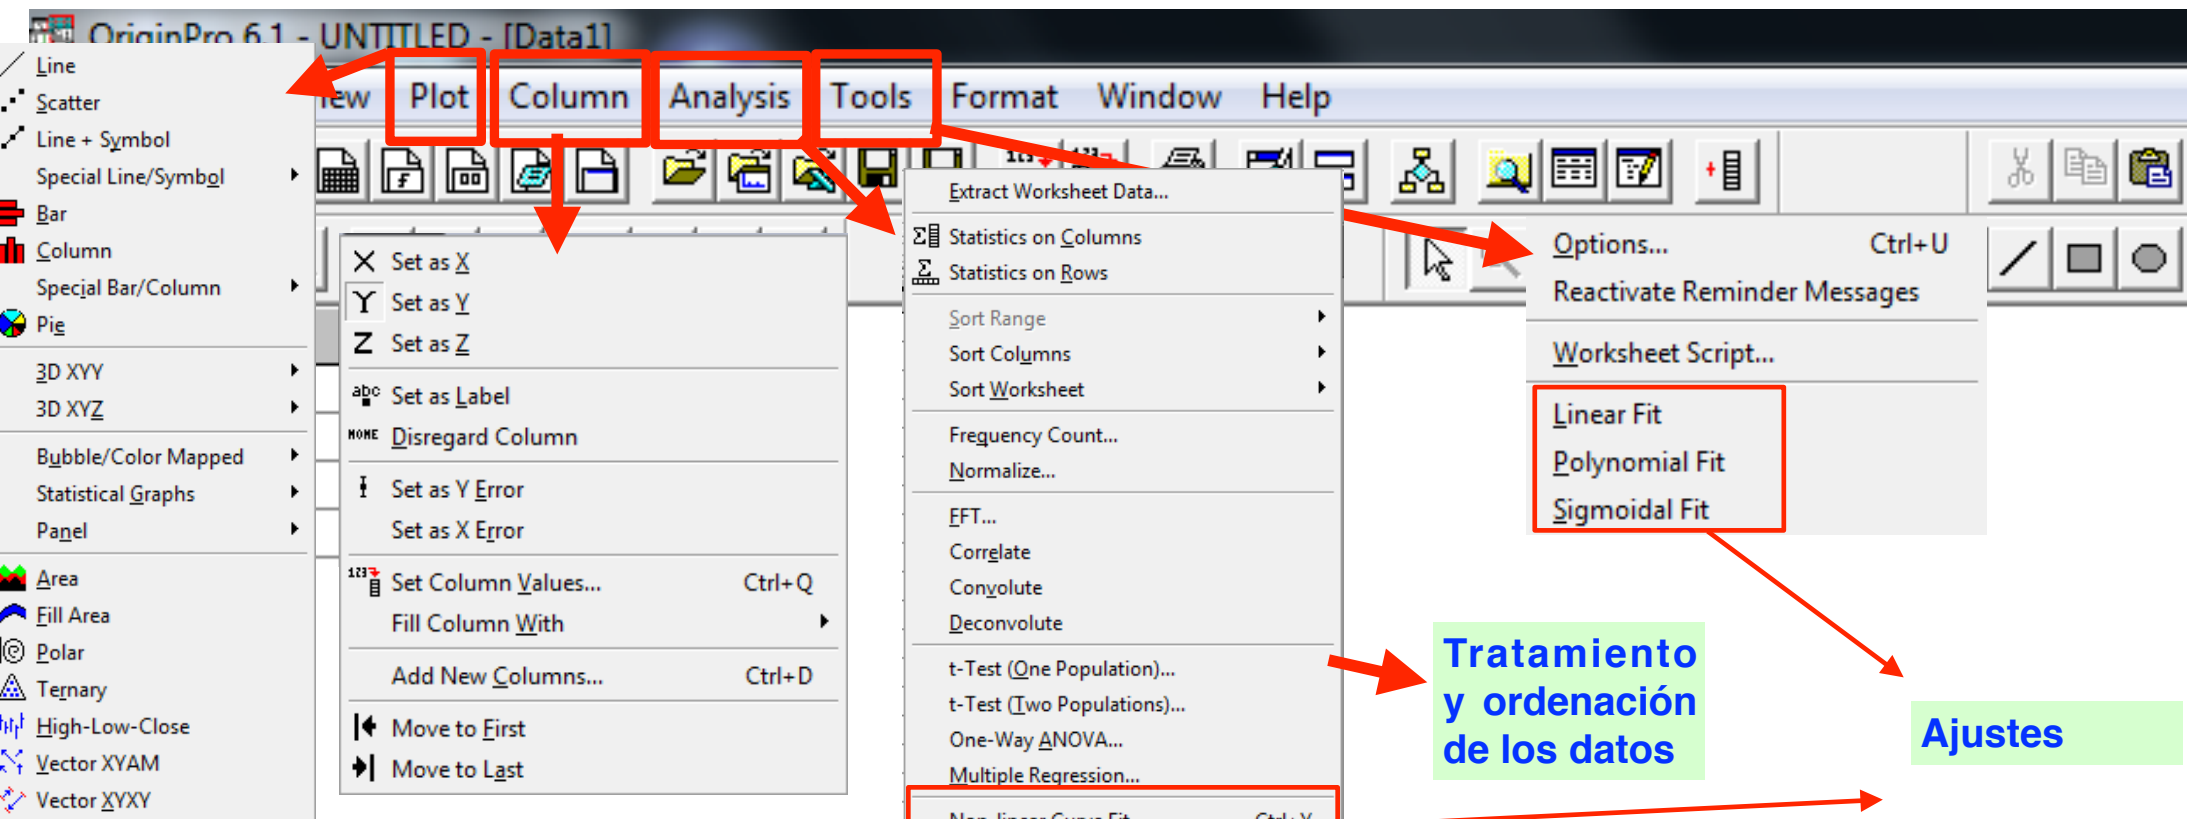 OriginPro 6.1 - UNTITLED - [Data1]
Plot Column Analysis Tools Format Window Help
Line
Scatter
Line + Symbol
Special Line/Symbol
Bar
Column
Special Bar/Column
Pie
3D XYY
3D XYZ
Bubble/Color Mapped
Statistical Graphs
Panel
Area
Fill Area
Polar
Ternary
High-Low-Close
Vector XYAM
Vector XYXY
X Set as X
Y Set as Y
Z Set as Z
abc Set as Label
NONE Disregard Column
Set as Y Error
Set as X Error
123 Set Column Values... Ctrl+Q
Fill Column With
Add New Columns... Ctrl+D
Move to First
Move to Last
Extract Worksheet Data...
Σ Statistics on Columns
Σ Statistics on Rows
Sort Range
Sort Columns
Sort Worksheet
Frequency Count...
Normalize...
FFT...
Correlate
Convolute
Deconvolute
t-Test (One Population)...
t-Test (Two Populations)...
One-Way ANOVA...
Multiple Regression...
Options... Ctrl+U
Reactivate Reminder Messages
Worksheet Script...
Linear Fit
Polynomial Fit
Sigmoidal Fit
Tratamiento
y ordenación
de los datos
Ajustes